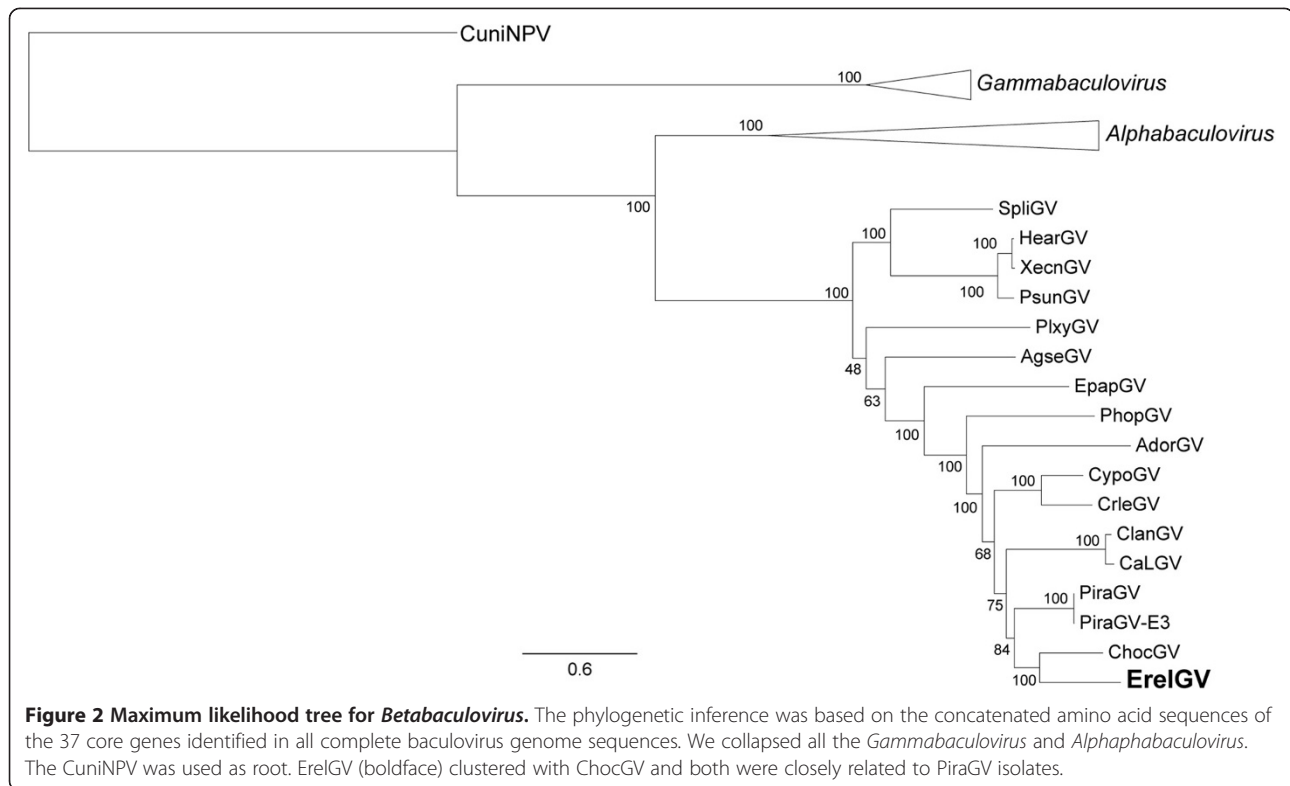 CuniNPV
100
Gammabaculovirus
100
Alphabaculovirus
100
SpliGV
100
HearGV
100
XecnGV
100
100
PsunGV
PlxyGV
48
AgseGV
63
EpapGV
100
PhopGV
100
AdorGV
100
CypoGV
100
CrleGV
68
ClanGV
100
CaLGV
75
PiraGV
100
PiraGV-E3
84
ChocGV
100
ErelGV
0.6
Figure 2 Maximum likelihood tree for Betabaculovirus. The phylogenetic inference was based on the concatenated amino acid sequences of
the 37 core genes identified in all complete baculovirus genome sequences. We collapsed all the Gammabaculovirus and Alphaphabaculovirus.
The CuniNPV was used as root. ErelGV (boldface) clustered with ChocGV and both were closely related to PiraGV isolates.